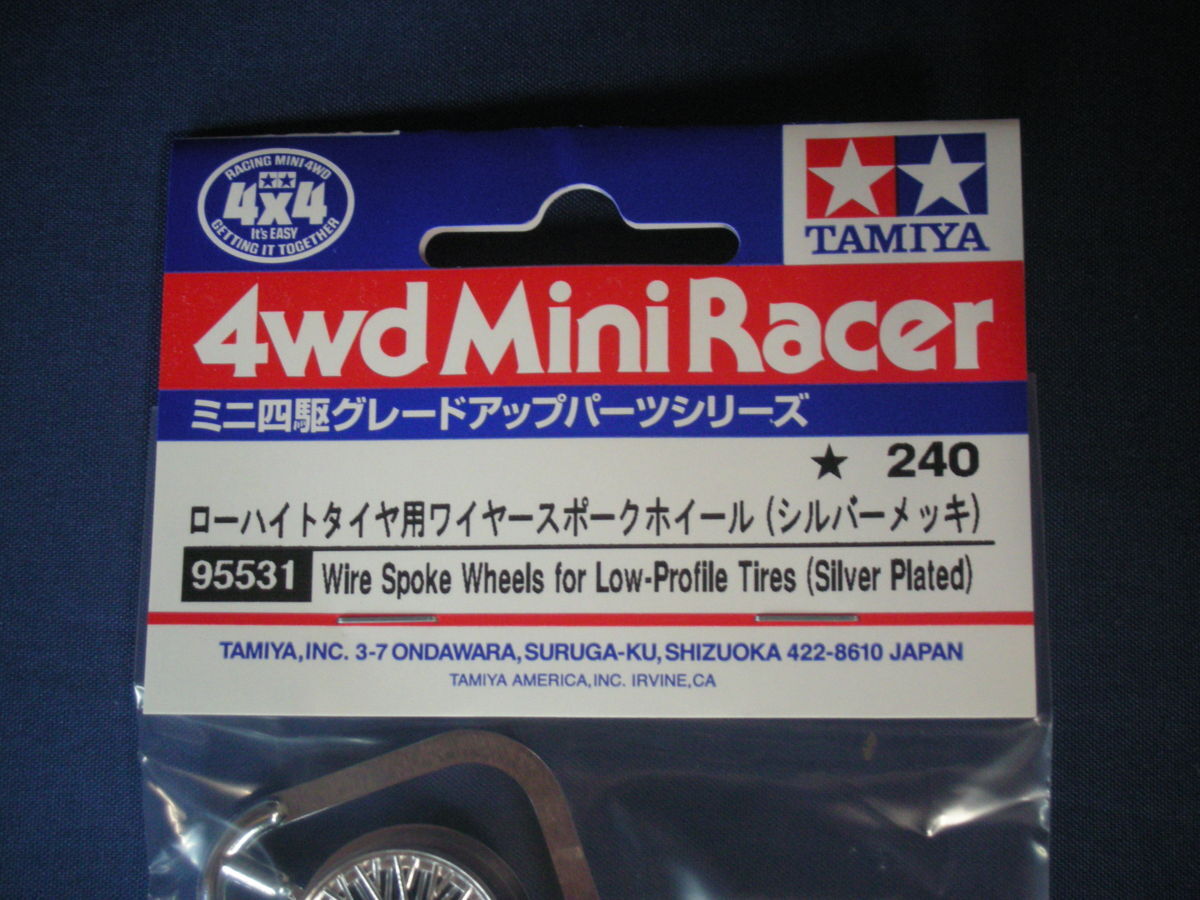 RACING MINI 4WD
4x4
It's EASY
GETTING IT TOGETHER
TAMIYA
4wd Mini Racer
ミニ四駆グレードアップパーツシリーズ
★ 240
ローハイトタイヤ用ワイヤースポークホイール (シルバーメッキ)
95531 Wire Spoke Wheels for Low-Profile Tires (Silver Plated)
TAMIYA, INC. 3-7 ONDAWARA, SURUGA-KU, SHIZUOKA 422-8610 JAPAN
TAMIYA AMERICA, INC. IRVINE, CA